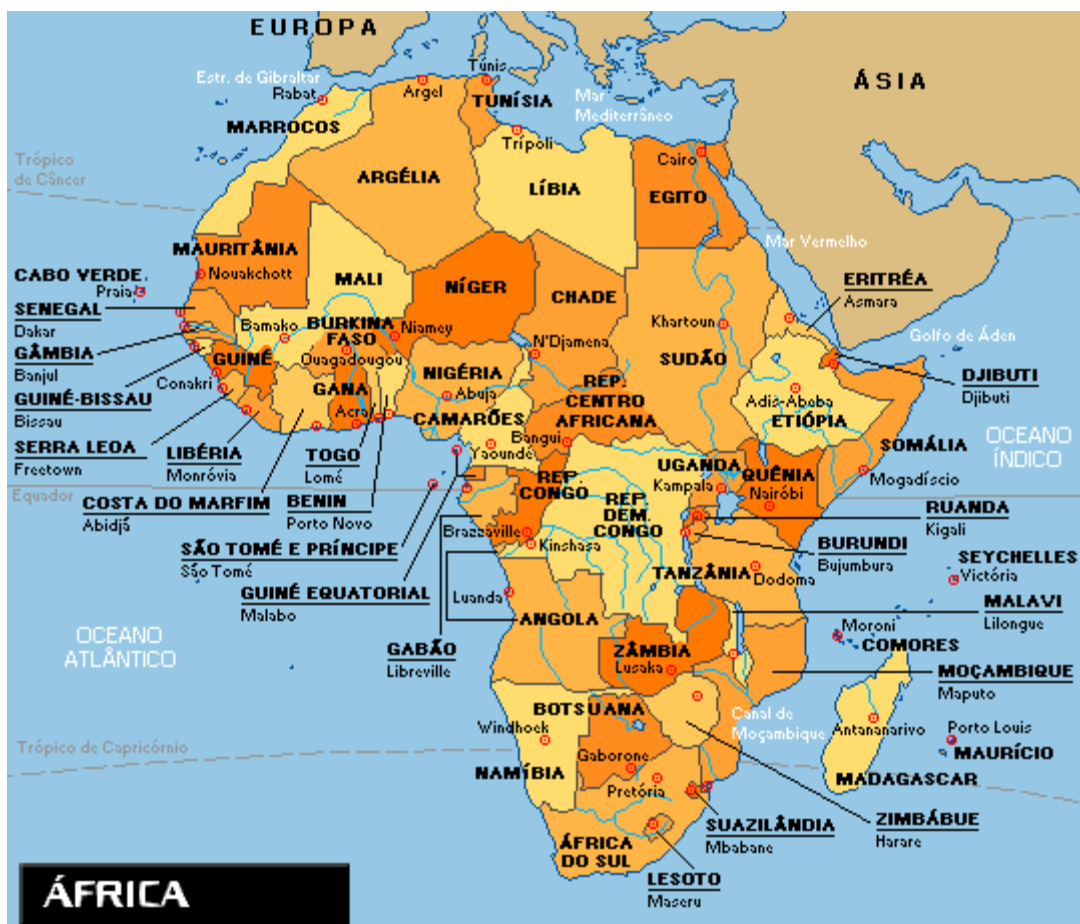 EUROPA
ÁSIA
Estr. de Gibraltar
Rabat
Argel
Túnis
TUNÍSIA
Mar
Mediterrâneo
MARROCOS
Trípoli
Cairo
Trópico
de Câncer
ARGÉLIA
LÍBIA
EGITO
MAURITÂNIA
Nouakchott
Mar Vermelho
CABO VERDE
Praia
MALI
NÍGER
CHADE
ERITRÉA
Asmara
SENEGAL
Dakar
Bamako
BURKINA
FASO
Niamey
Khartoun
Golfo de Áden
N'Djamena
GÂMBIA
Banjul
GUINÉ
Ouagadougou
SUDÃO
DJIBUTI
Djibuti
GUINÉ-BISSAU
Bissau
Conakri
GANA
Acra
NIGÉRIA
Abuja
REP.
CENTRO
AFRICANA
Adis-Abeba
ETIÓPIA
CAMARÕES
SERRA LEOA
Freetown
LIBÉRIA
Monróvia
TOGO
Lomé
Yaoundé
Bangui
SOMÁLIA
OCEANO
ÍNDICO
Mogadíscio
Equador
COSTA DO MARFIM
Abidjã
BENIN
Porto Novo
REP.
CONGO
REP.
DEM.
CONGO
UGANDA
Kampala
QUÊNIA
Nairóbi
RUANDA
Kigali
Brazzaville
Kinshasa
SÃO TOMÉ E PRÍNCIPE
São Tomé
BURUNDI
Bujumbura
SEYCHELLES
Victória
GUINÉ EQUATORIAL
Malabo
TANZÂNIA
Dodoma
Luanda
ANGOLA
MALAVI
Lilongue
OCEANO
ATLÂNTICO
GABÃO
Libreville
Moroni
COMORES
ZÂMBIA
Lusaka
MOÇAMBIQUE
Maputo
BOTSUANA
Canal de
Moçambique
Windhoek
Antananarivo
Porto Louis
MAURÍCIO
Trópico de Capricórnio
NAMÍBIA
Gaborone
Pretória
MADAGASCAR
SUAZILÂNDIA
Mbabane
ZIMBÁBUE
Harare
ÁFRICA
DO SUL
LESOTO
Maseru
ÁFRICA